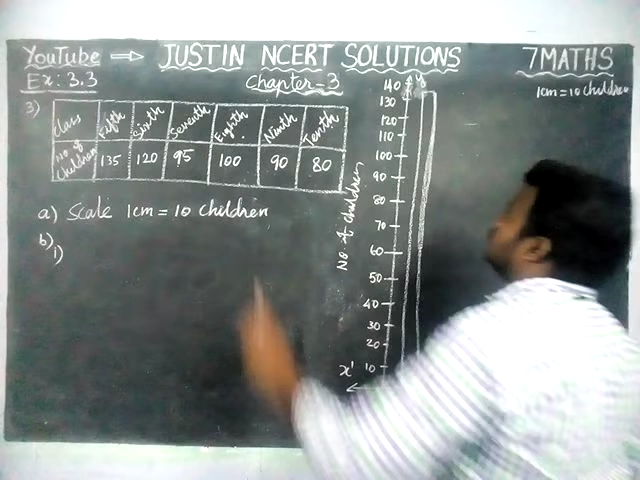 YouTube → JUSTIN NCERT SOLUTIONS 7MATHS
Ex: 3.3 Chapter-3
1cm = 10 children
3)
Class Fifth Sixth Seventh Eighth Ninth Tenth
No of Children 135 120 95 100 90 80
a) Scale 1cm = 10 children
b)
1)
No. of children
y
140
130
120
110
100
90
80
70
60
50
40
30
20
10
x'